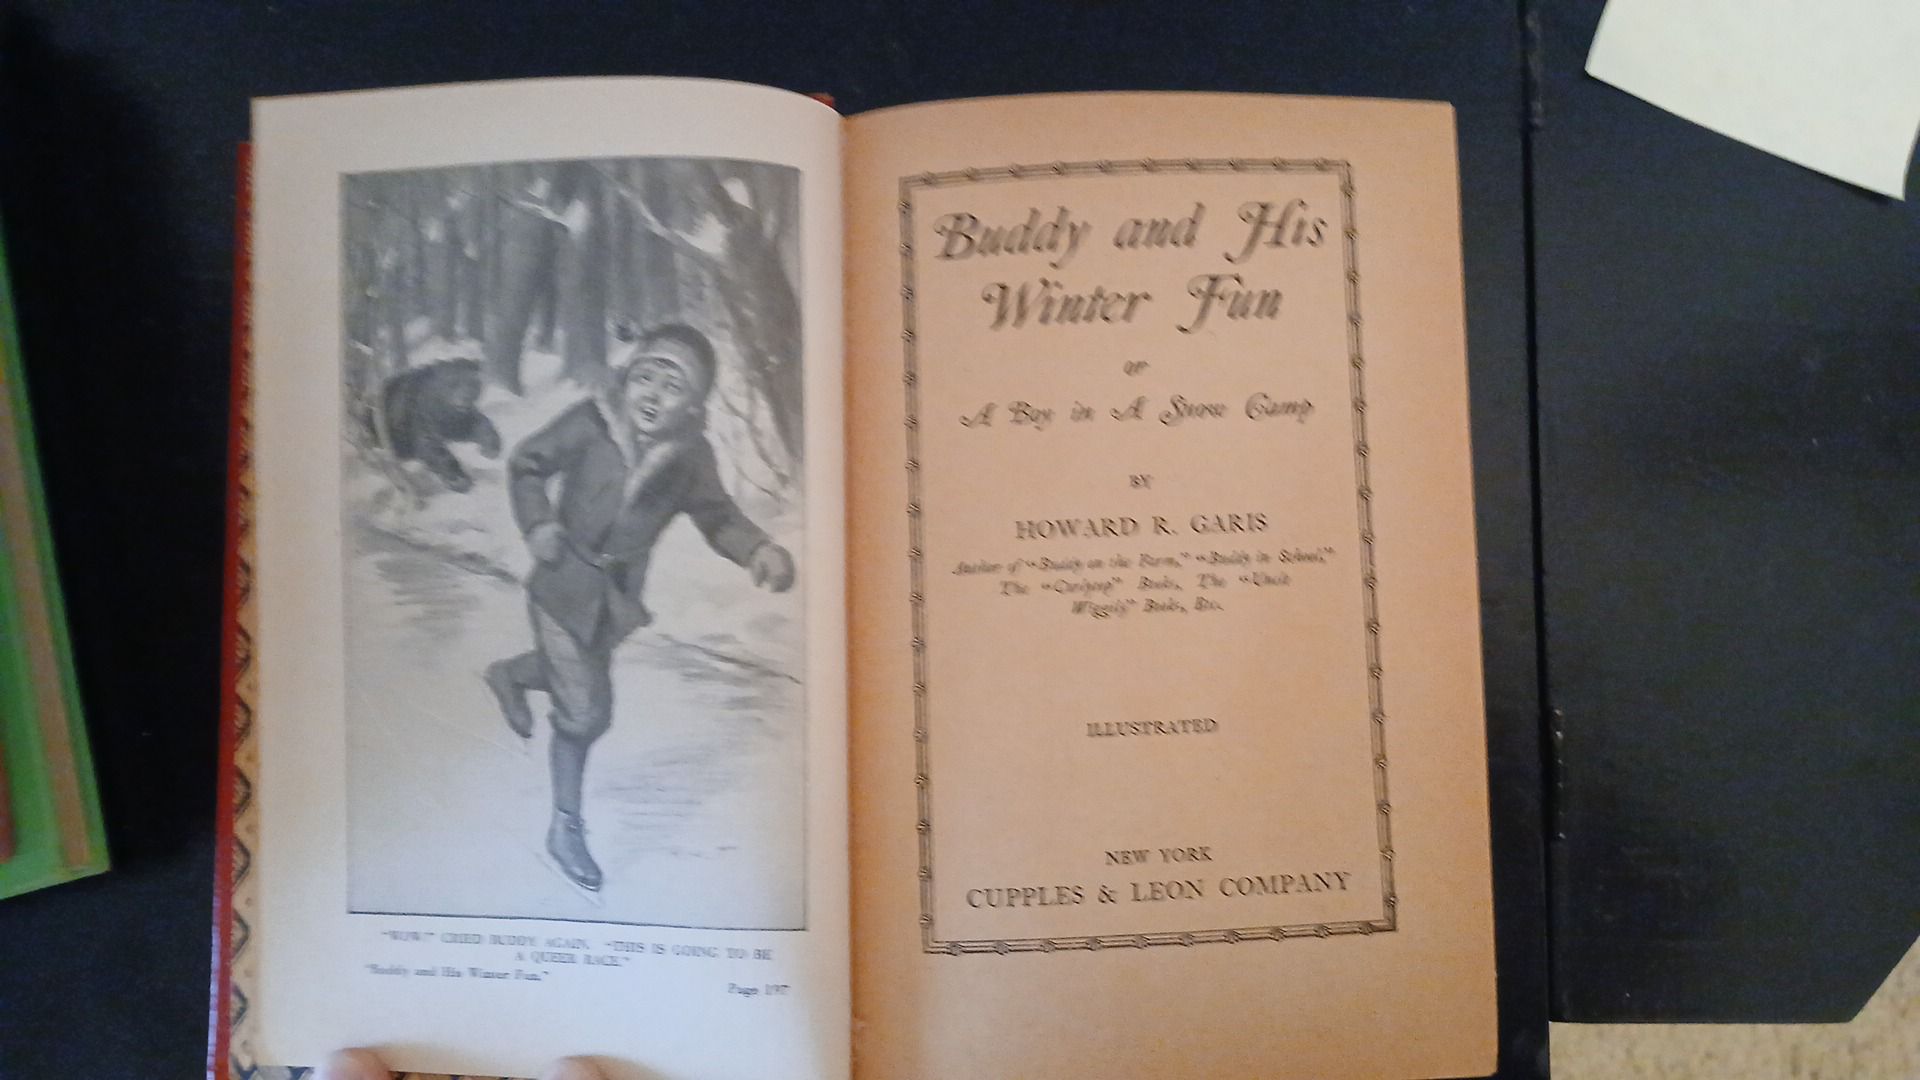 "WOW!" CRIED BUDDY AGAIN. "THIS IS GOING TO BE
A QUEER RACE."
"Buddy and His Winter Fun."
Page 197
Buddy and His
Winter Fun
or
A Boy in A Snow Camp
BY
HOWARD R. GARIS
Author of "Buddy on the Farm," "Buddy in School,"
The "Curlytop" Books, The "Uncle
Wiggily" Books, Etc.
ILLUSTRATED
NEW YORK
CUPPLES & LEON COMPANY